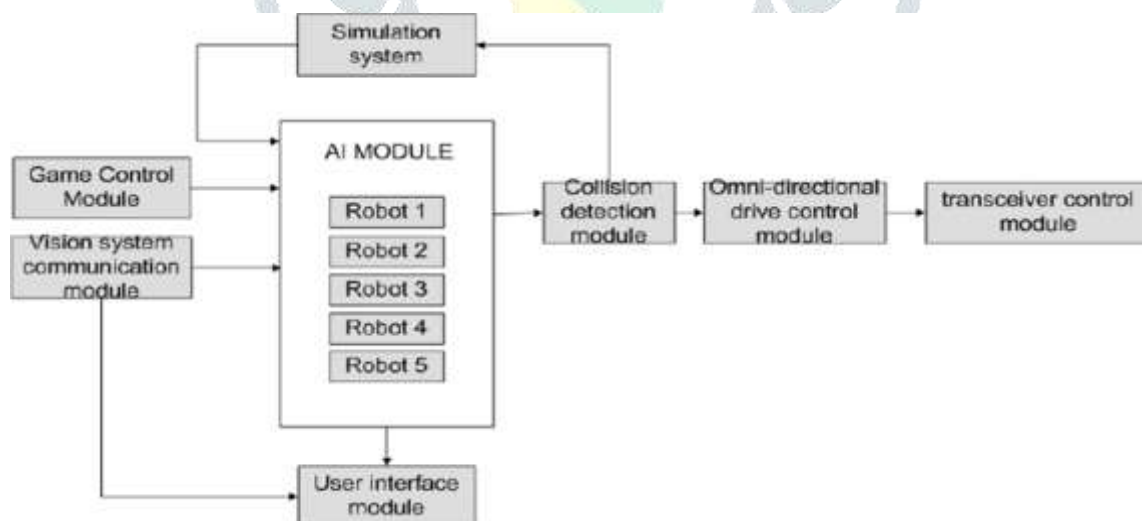 Simulation
system
AI MODULE
Game Control
Module
Robot 1
Collision
detection
module
Omni-directional
drive control
module
transceiver control
module
Vision system
communication
module
Robot 2
Robot 3
Robot 4
Robot 5
User interface
module